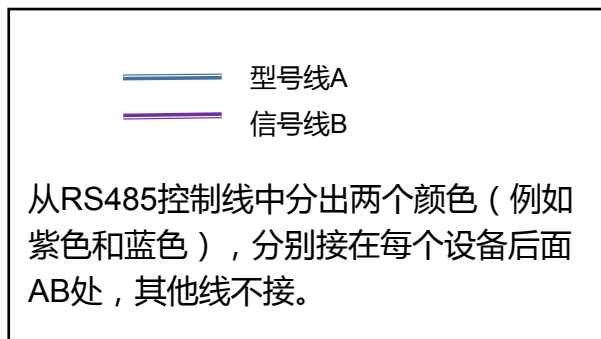 型号线A
信号线B
从RS485控制线中分出两个颜色（例如
紫色和蓝色），分别接在每个设备后面
AB处，其他线不接。